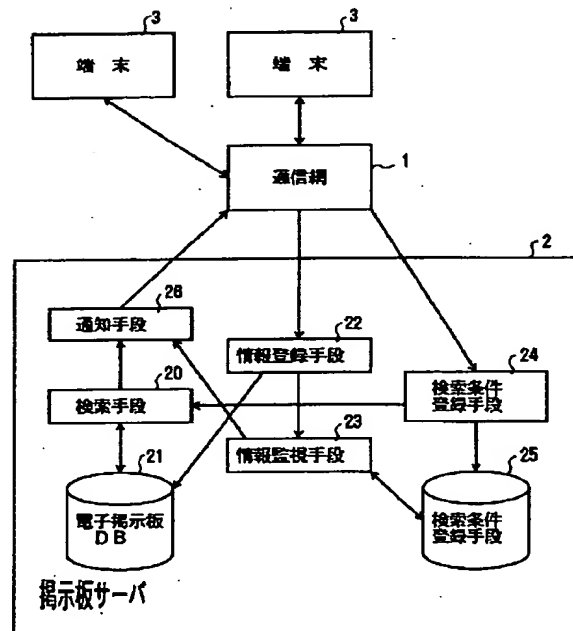 3
端末
3
端末
1
通信網
2
26
通知手段
22
情報登録手段
24
検索条件
登録手段
20
検索手段
23
情報監視手段
21
電子掲示板
DB
25
検索条件
登録手段
掲示板サーバ